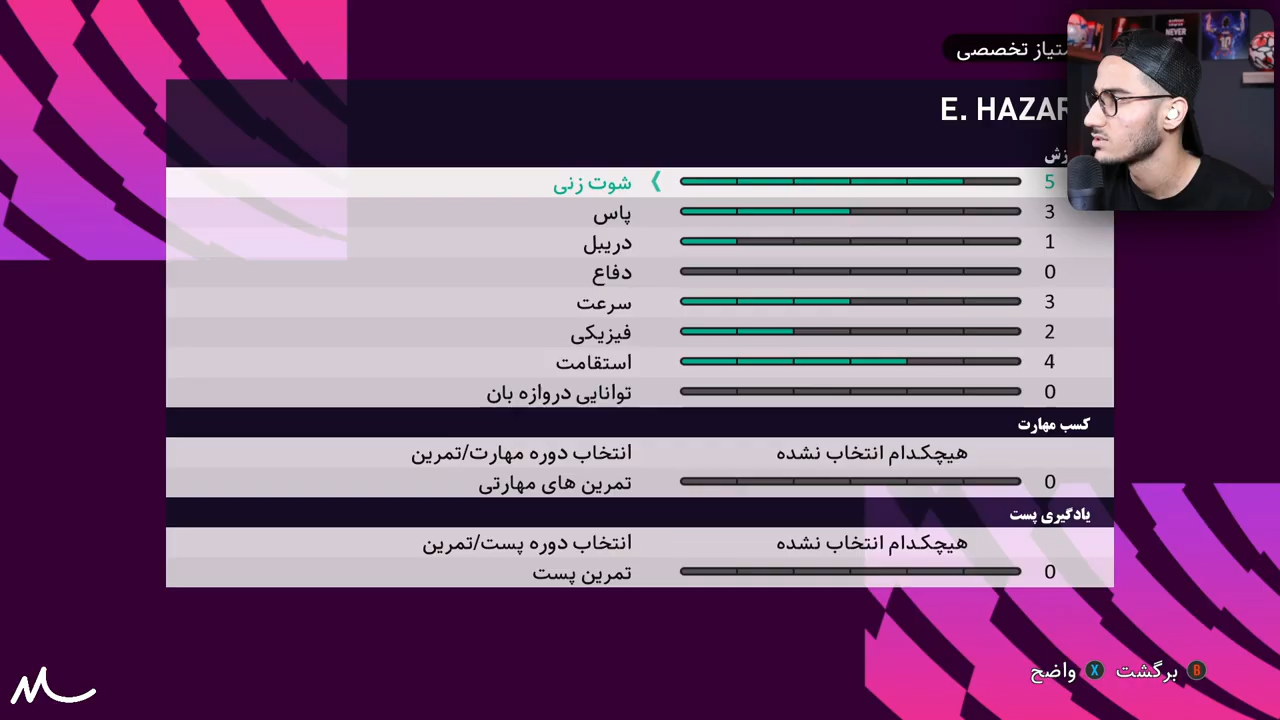 E. HAZAR
شوت زنی 5
پاس 3
دریبل 1
دفاع 0
سرعت 3
فیزیکی 2
استقامت 4
توانایی دروازه بان 0
کسب مهارت
انتخاب دوره مهارت/تمرین هیچکدام انتخاب نشده
تمرین های مهارتی 0
یادگیری پست
انتخاب دوره پست/تمرین هیچکدام انتخاب نشده
تمرین پست 0
B برگشت X واضح